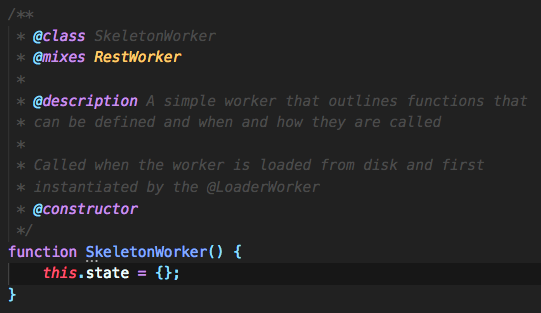 /**
 * @class SkeletonWorker
 * @mixes RestWorker
 *
 * @description A simple worker that outlines functions that
 * can be defined and when and how they are called
 *
 * Called when the worker is loaded from disk and first
 * instantiated by the @LoaderWorker
 * @constructor
 */
function SkeletonWorker() {
    this.state = {};
}